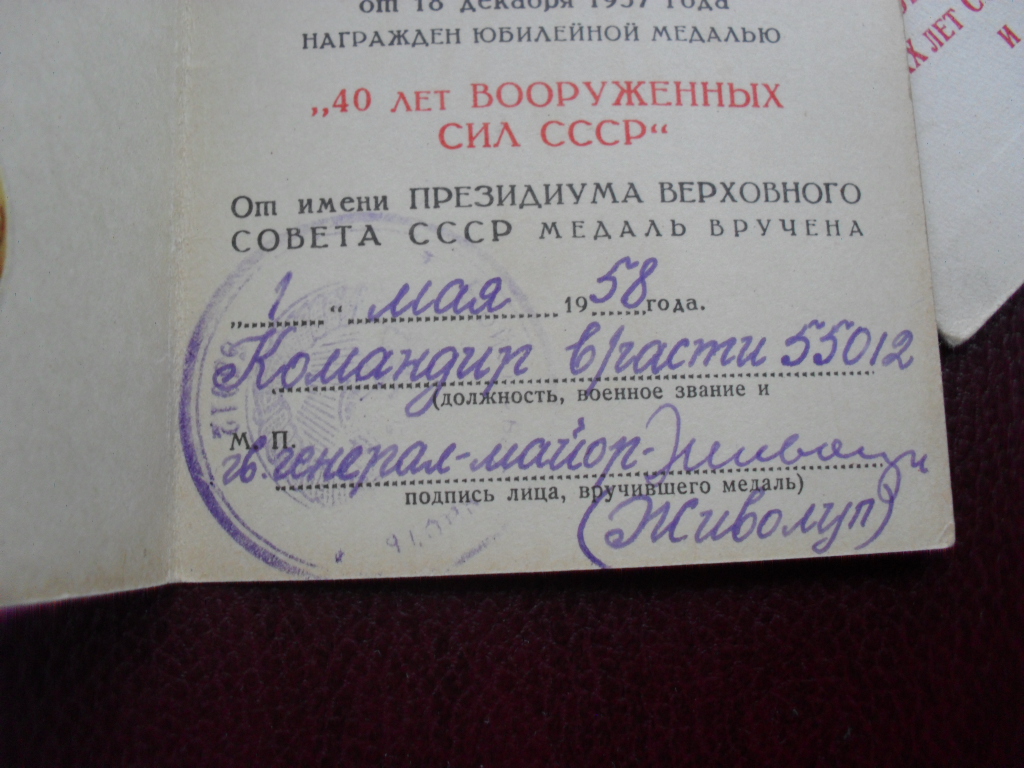 от 18 декабря 1957 года
НАГРАЖДЕН ЮБИЛЕЙНОЙ МЕДАЛЬЮ
„40 ЛЕТ ВООРУЖЕННЫХ
СИЛ СССР“
От имени ПРЕЗИДИУМА ВЕРХОВНОГО
СОВЕТА СССР МЕДАЛЬ ВРУЧЕНА
„1“ мая 1958 года.
Командир в/части 55012
(должность, военное звание и
М. П.
гв. генерал-майор-
подпись лица, вручившего медаль)
(Живолуп)
ЛЕТ С
И